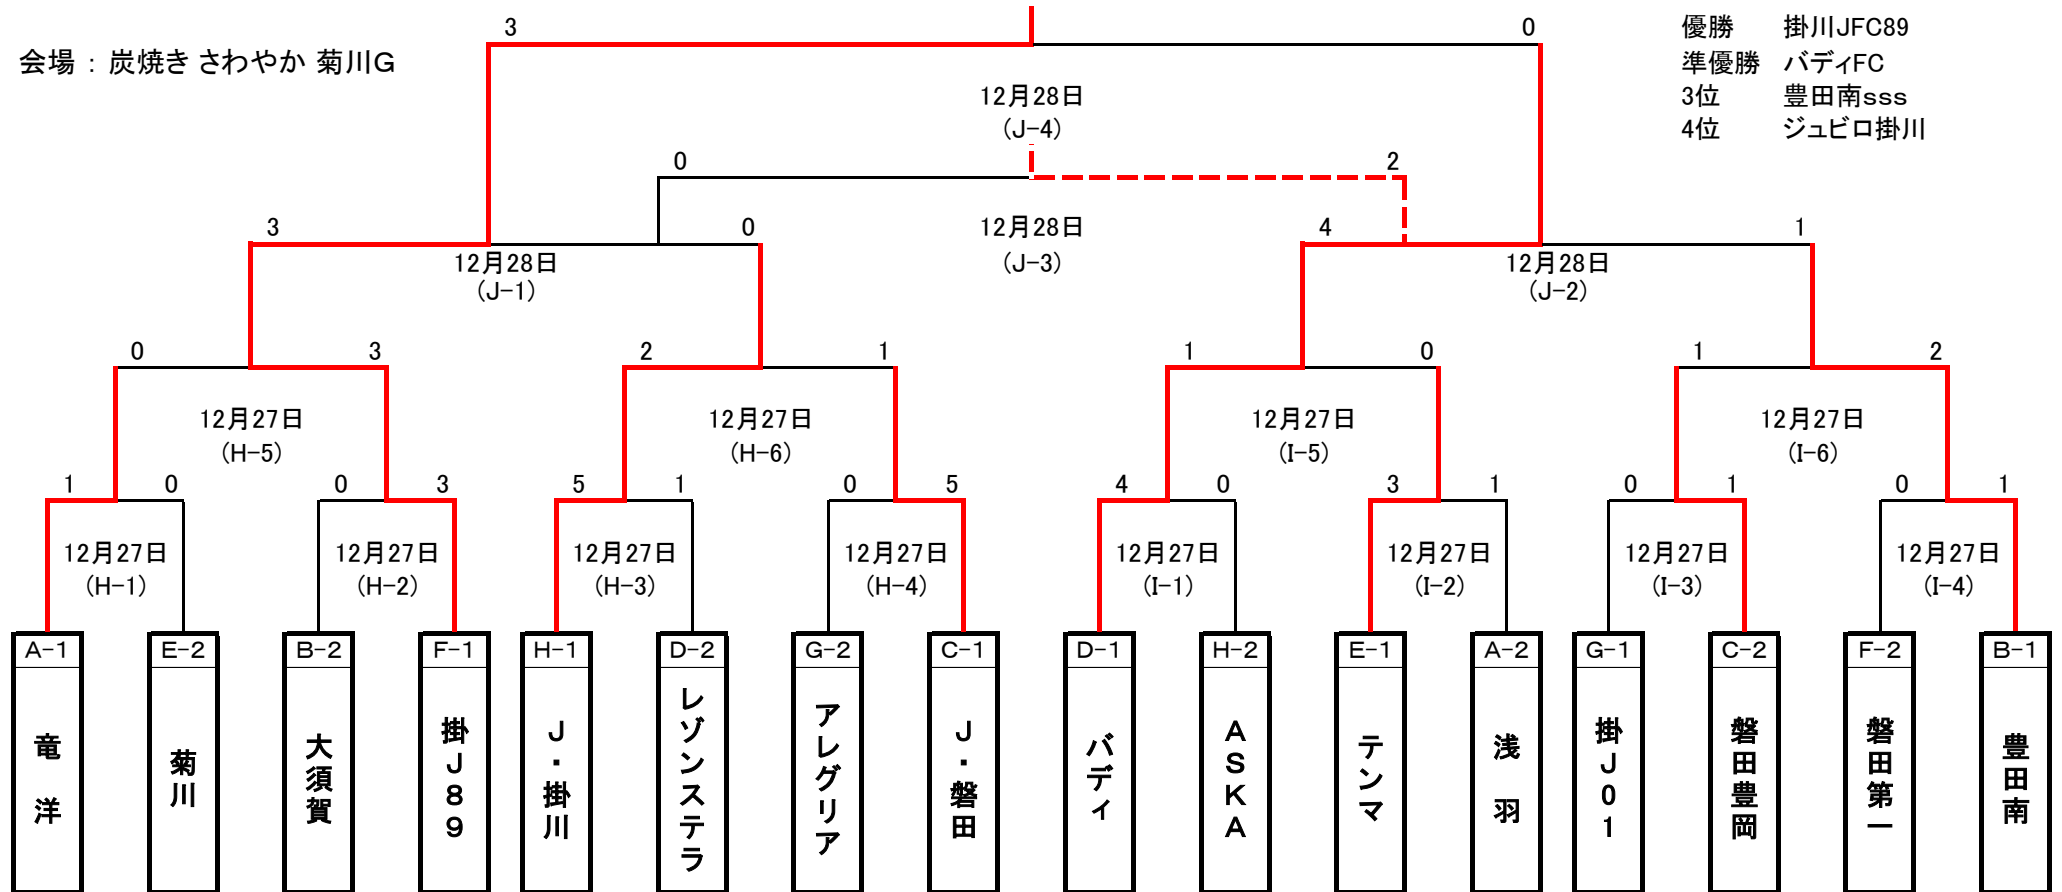 3
0
優勝 掛川JFC89
会場 : 炭焼き さわやか 菊川G
準優勝 バディFC
12月28日
(J-4)
3位 豊田南sss
4位 ジュビロ掛川
0
2
3
0
12月28日
(J-3)
4
1
12月28日
(J-1)
12月28日
(J-2)
0
3
2
1
1
0
1
2
12月27日
(H-5)
12月27日
(H-6)
12月27日
(I-5)
12月27日
(I-6)
1
0
0
3
5
1
0
5
4
0
3
1
0
1
0
1
12月27日
(H-1)
12月27日
(H-2)
12月27日
(H-3)
12月27日
(H-4)
12月27日
(I-1)
12月27日
(I-2)
12月27日
(I-3)
12月27日
(I-4)
A-1
竜洋
E-2
菊川
B-2
大須賀
F-1
掛J89
H-1
J・掛川
D-2
レゾンステラ
G-2
アレグリア
C-1
J・磐田
D-1
バディ
H-2
ASKA
E-1
テンマ
A-2
浅羽
G-1
掛J01
C-2
磐田豊岡
F-2
磐田第一
B-1
豊田南